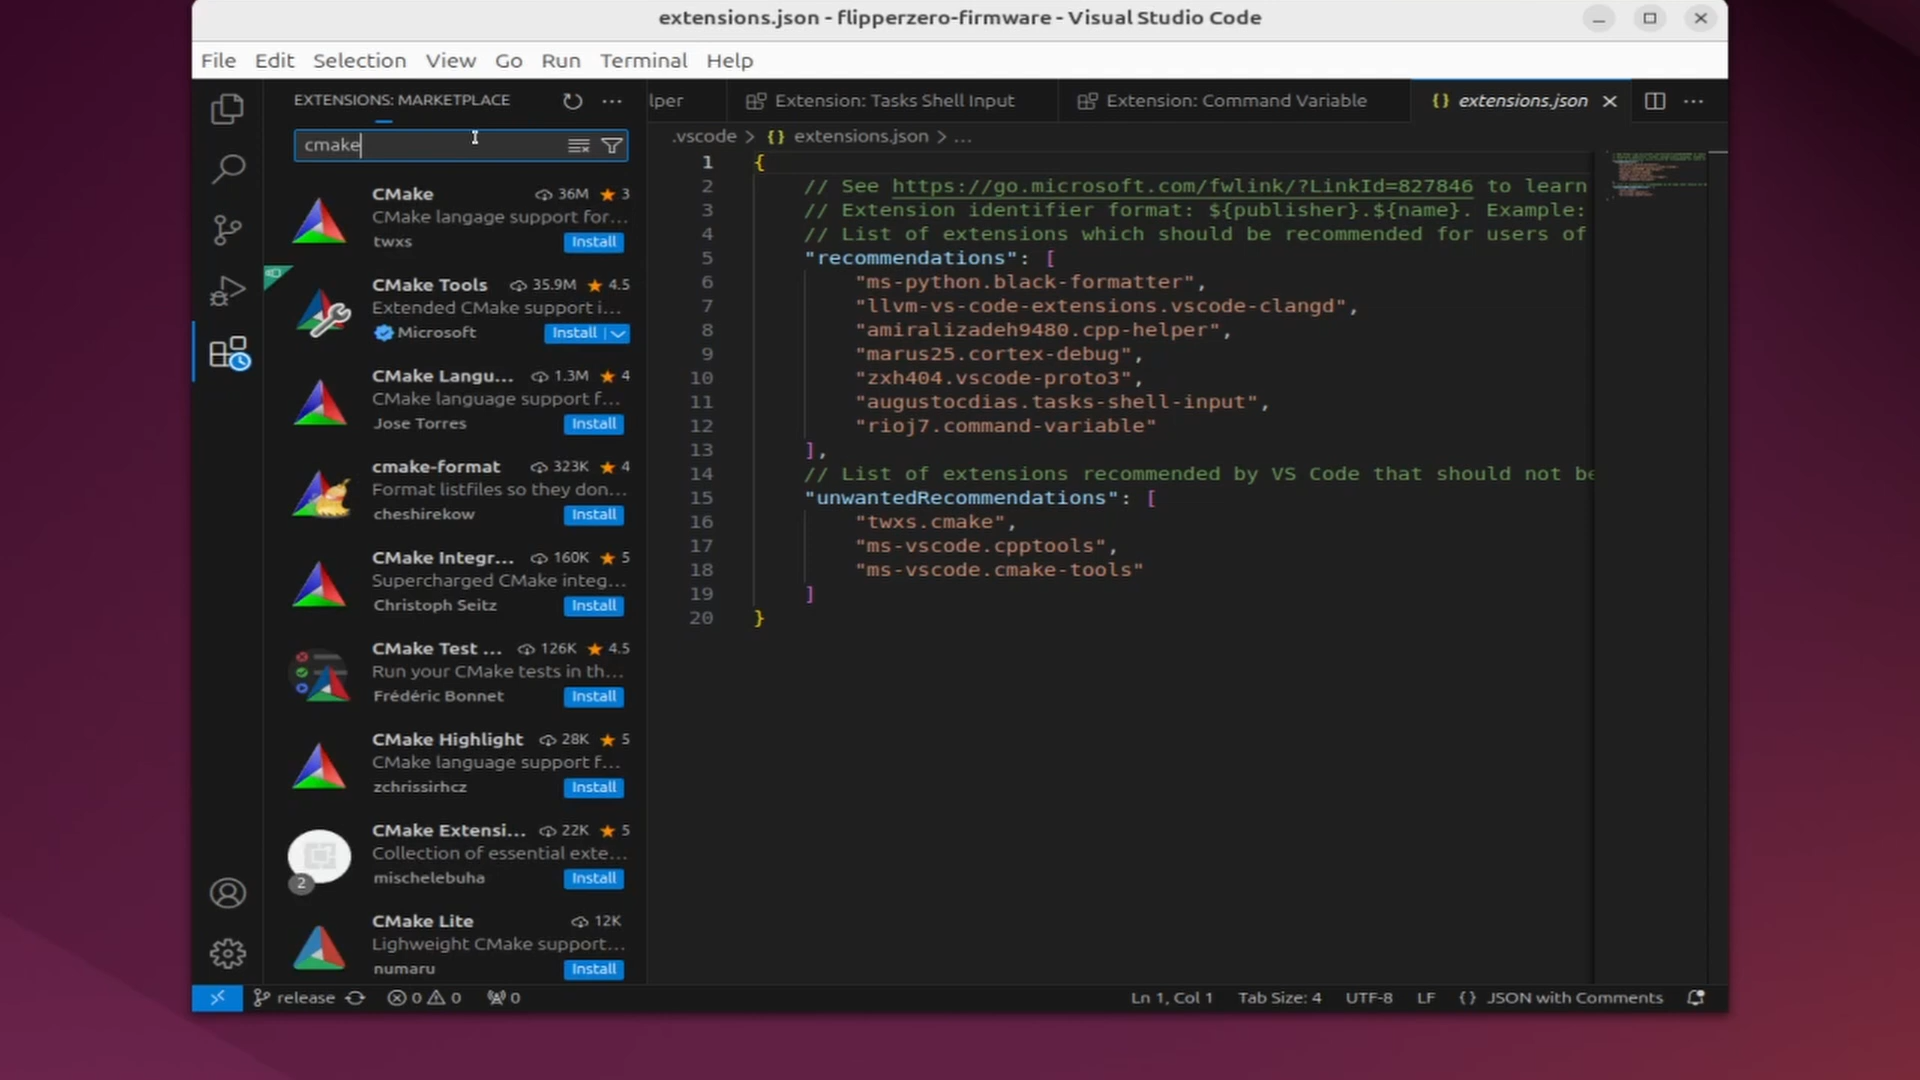 extensions.json - flipperzero-firmware - Visual Studio Code
File Edit Selection View Go Run Terminal Help
EXTENSIONS: MARKETPLACE
cmake
CMake 36M ★ 3
CMake langage support for...
twxs Install
CMake Tools 35.9M ★ 4.5
Extended CMake support i...
Microsoft Install
CMake Langu... 1.3M ★ 4
CMake language support f...
Jose Torres Install
cmake-format 323K ★ 4
Format listfiles so they don...
cheshirekow Install
CMake Integr... 160K ★ 5
Supercharged CMake integ...
Christoph Seitz Install
CMake Test ... 126K ★ 4.5
Run your CMake tests in th...
Frédéric Bonnet Install
CMake Highlight 28K ★ 5
CMake language support f...
zchrissirhcz Install
CMake Extensi... 22K ★ 5
Collection of essential exte...
2 mischelebuha Install
CMake Lite 12K
Lighweight CMake support...
numaru Install
lper Extension: Tasks Shell Input Extension: Command Variable {} extensions.json
.vscode > {} extensions.json > ...
1 {
2 // See https://go.microsoft.com/fwlink/?LinkId=827846 to learn
3 // Extension identifier format: ${publisher}.${name}. Example:
4 // List of extensions which should be recommended for users of
5 "recommendations": [
6 "ms-python.black-formatter",
7 "llvm-vs-code-extensions.vscode-clangd",
8 "amiralizadeh9480.cpp-helper",
9 "marus25.cortex-debug",
10 "zxh404.vscode-proto3",
11 "augustocdias.tasks-shell-input",
12 "rioj7.command-variable"
13 ],
14 // List of extensions recommended by VS Code that should not be
15 "unwantedRecommendations": [
16 "twxs.cmake",
17 "ms-vscode.cpptools",
18 "ms-vscode.cmake-tools"
19 ]
20 }
release 0 0 0 Ln 1, Col 1 Tab Size: 4 UTF-8 LF {} JSON with Comments